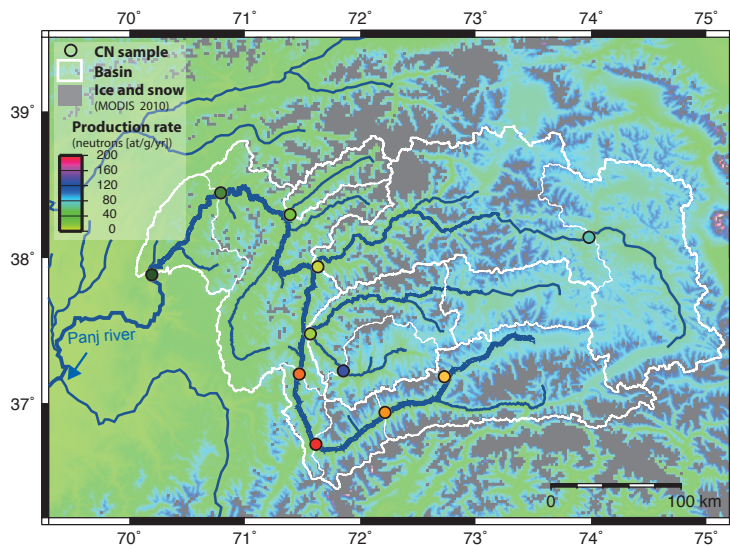 70° 71° 72° 73° 74° 75°
CN sample
Basin
Ice and snow
(MODIS 2010)
Production rate
(neutrons [at/g/yr])
200
160
120
80
40
0
39°
38°
37°
Panj river
0 100 km
70° 71° 72° 73° 74° 75°